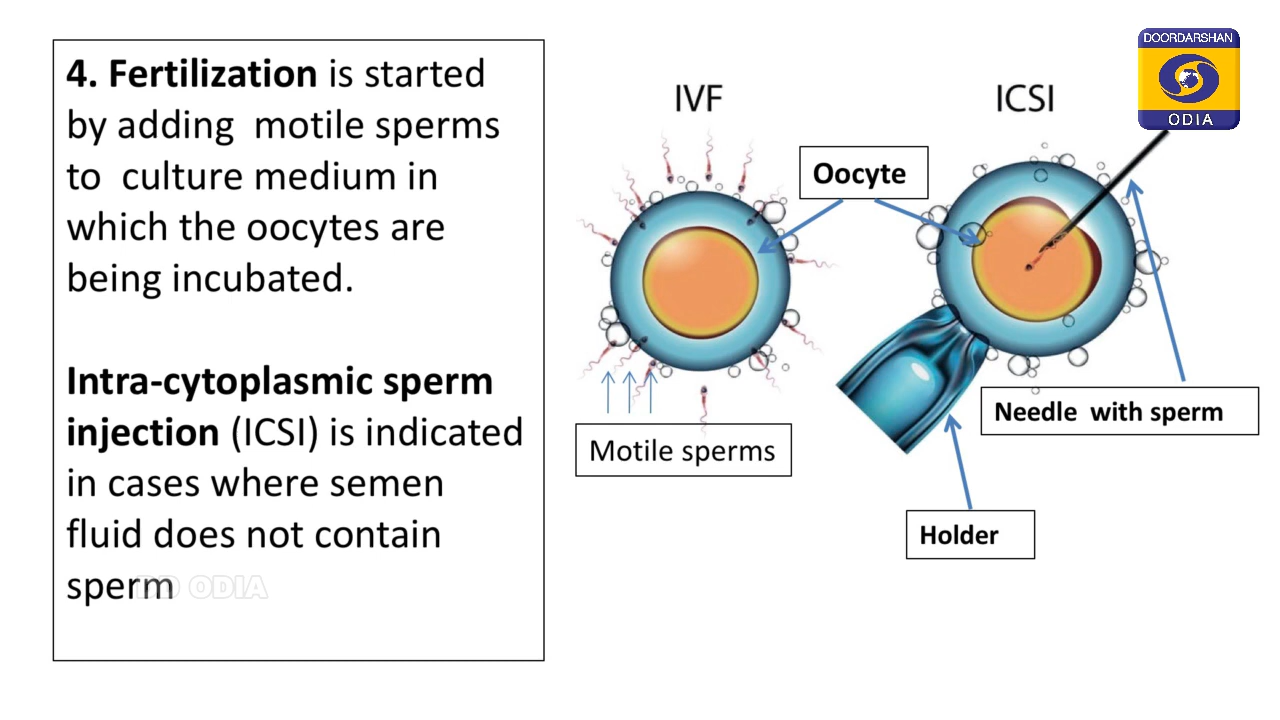 4. Fertilization is started
by adding motile sperms
to culture medium in
which the oocytes are
being incubated.
Intra-cytoplasmic sperm
injection (ICSI) is indicated
in cases where semen
fluid does not contain
sperm
DD ODIA
IVF
ICSI
DOORDARSHAN
ODIA
Oocyte
Needle with sperm
Motile sperms
Holder